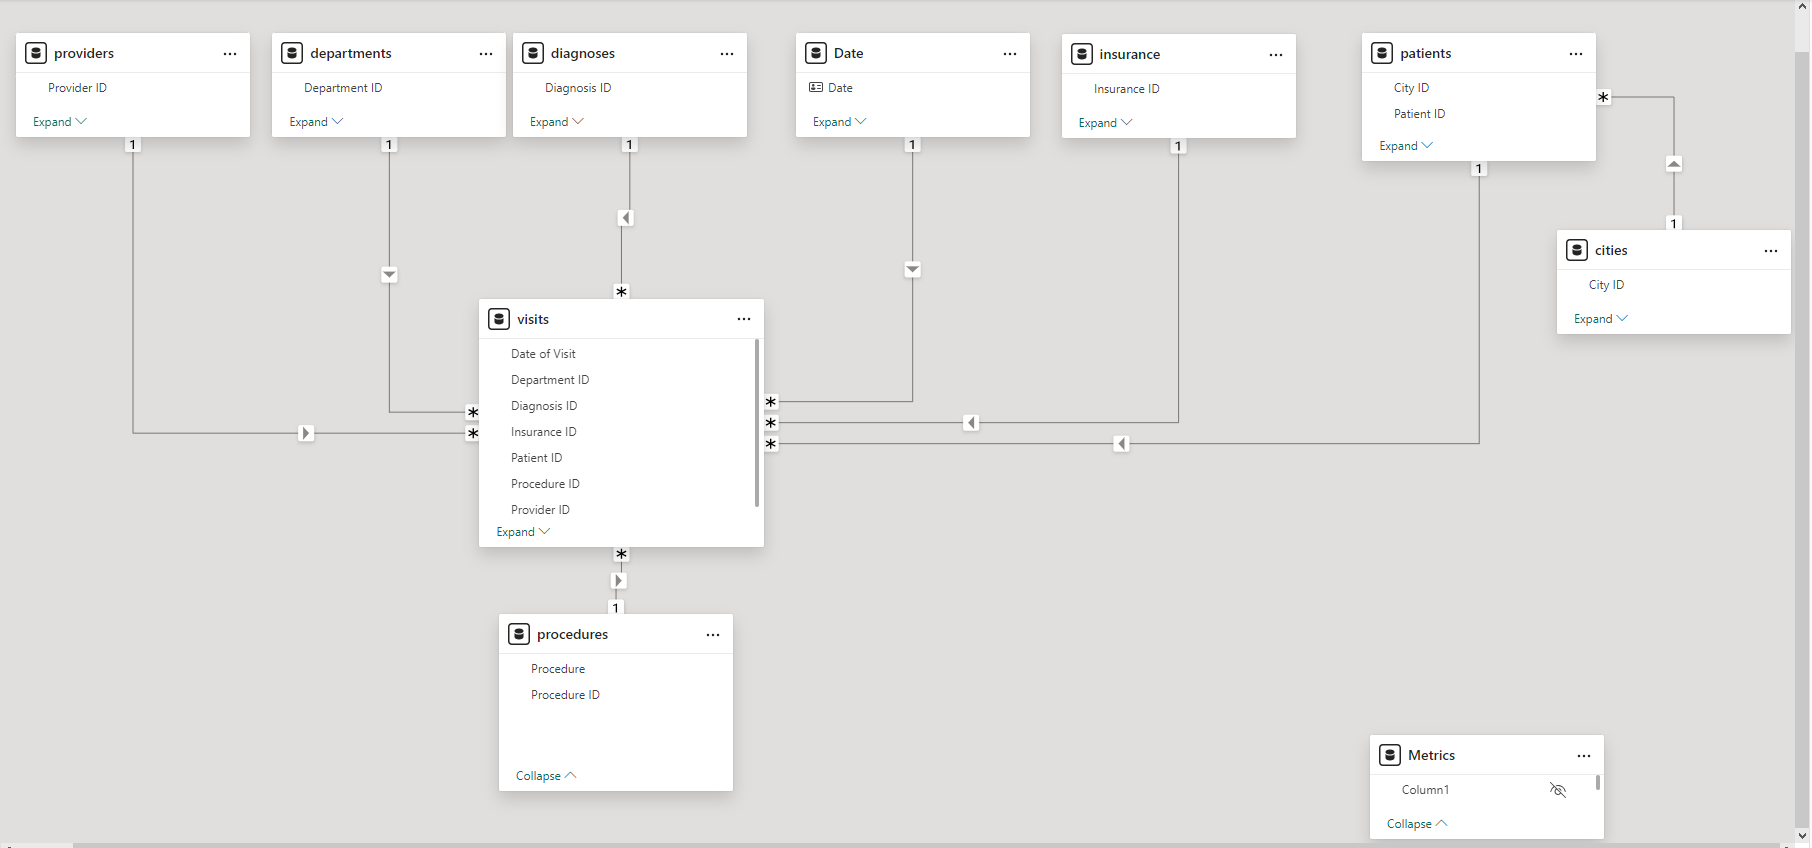 providers
Provider ID
Expand
1
departments
Department ID
Expand
1
diagnoses
Diagnosis ID
Expand
1
Date
Date
Expand
1
insurance
Insurance ID
Expand
1
patients
City ID
Patient ID
Expand
1
*
1
cities
City ID
Expand
*
visits
Date of Visit
Department ID
Diagnosis ID
Insurance ID
Patient ID
Procedure ID
Provider ID
Expand
*
*
*
*
*
*
1
procedures
Procedure
Procedure ID
Collapse
Metrics
Column1
Collapse